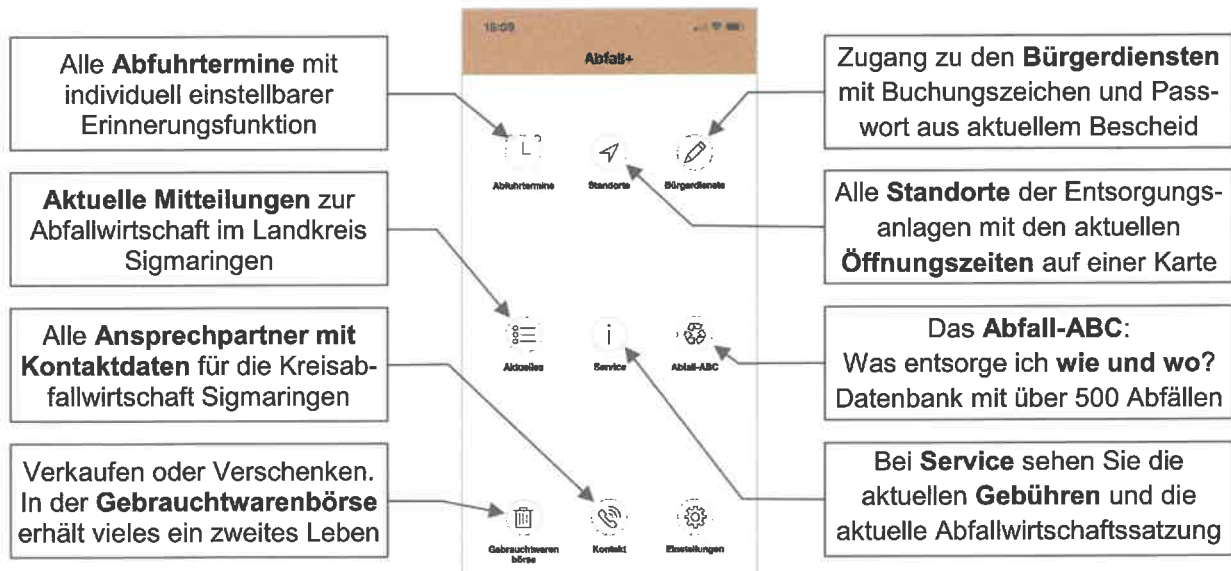 Alle Abfuhrtermine mit
individuell einstellbarer
Erinnerungsfunktion
Aktuelle Mitteilungen zur
Abfallwirtschaft im Landkreis
Sigmaringen
Alle Ansprechpartner mit
Kontaktdaten für die Kreisab-
fallwirtschaft Sigmaringen
Verkaufen oder Verschenken.
In der Gebrauchtwarenbörse
erhält vieles ein zweites Leben
Abfall+
Abfuhrtermine
Standorte
Bürgerdienste
Aktuelles
Service
Abfall-ABC
Gebrauchtwaren
börse
Kontakt
Einstellungen
Zugang zu den Bürgerdiensten
mit Buchungszeichen und Pass-
wort aus aktuellem Bescheid
Alle Standorte der Entsorgungs-
anlagen mit den aktuellen
Öffnungszeiten auf einer Karte
Das Abfall-ABC:
Was entsorge ich wie und wo?
Datenbank mit über 500 Abfällen
Bei Service sehen Sie die
aktuellen Gebühren und die
aktuelle Abfallwirtschaftssatzung